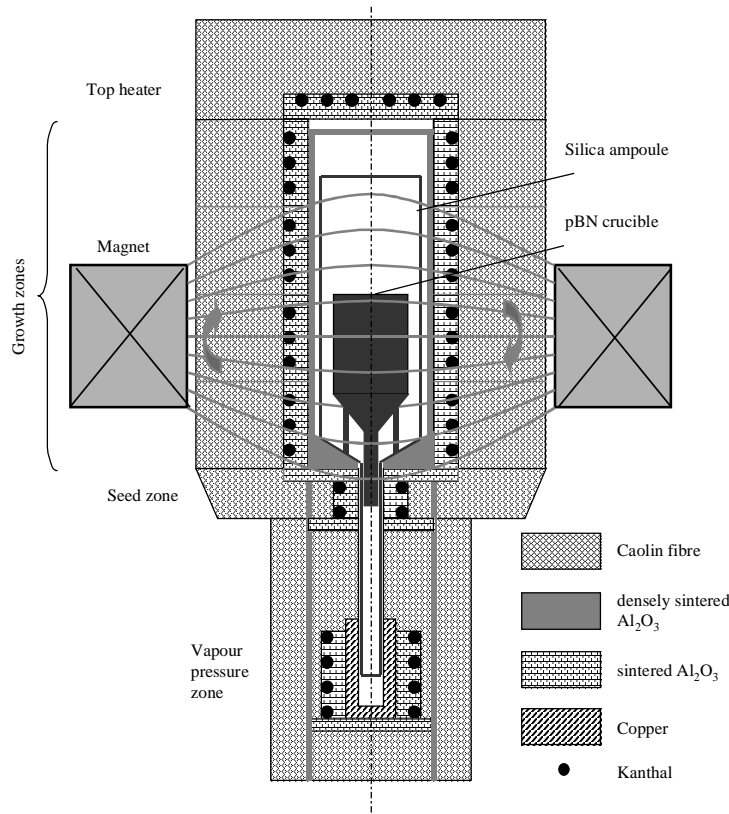 Top heater
Silica ampoule
pBN crucible
Magnet
Growth zones
Seed zone
Caolin fibre
densely sintered
Al₂O₃
Vapour
pressure
zone
sintered Al₂O₃
Copper
Kanthal